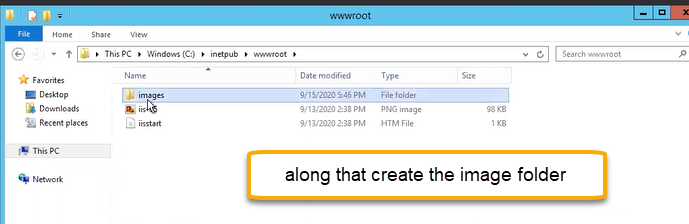 wwwroot
File Home Share View
This PC Windows (C:) inetpub wwwroot
Search wwwroot
Name Date modified Type Size
Favorites
Desktop
Downloads
Recent places
This PC
Network
images 9/15/2020 5:46 PM File folder
9/13/2020 2:38 PM PNG image 98 KB
iisstart 9/13/2020 2:38 PM HTM File 1 KB
along that create the image folder